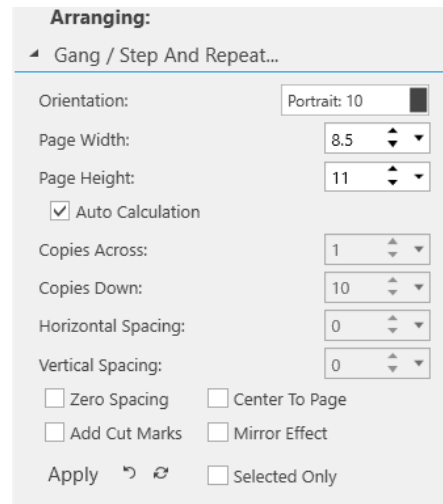 Arranging:
Gang / Step And Repeat...
Orientation: Portrait: 10
Page Width: 8.5
Page Height: 11
Auto Calculation
Copies Across: 1
Copies Down: 10
Horizontal Spacing: 0
Vertical Spacing: 0
Zero Spacing Center To Page
Add Cut Marks Mirror Effect
Apply Selected Only